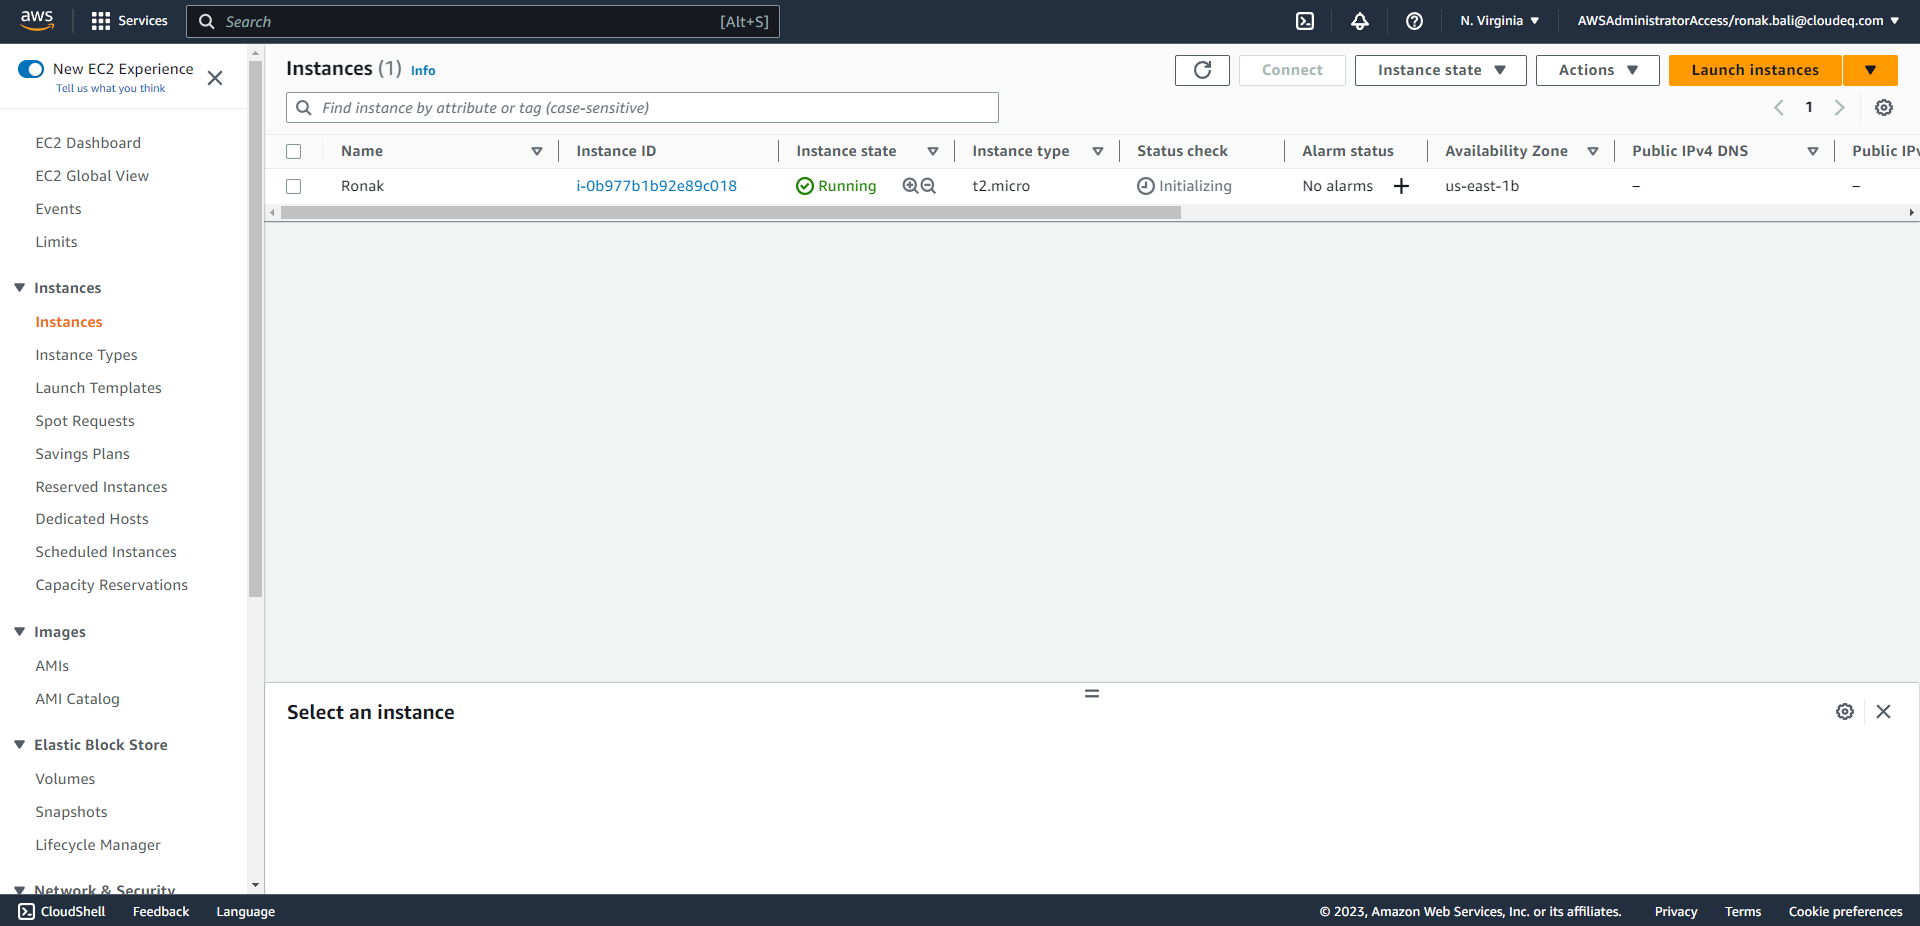 aws Services Search [Alt+S] N. Virginia ▼ AWSAdministratorAccess/ronak.bali@cloudeq.com ▼
New EC2 Experience
Tell us what you think
EC2 Dashboard
EC2 Global View
Events
Limits
Instances
Instances
Instance Types
Launch Templates
Spot Requests
Savings Plans
Reserved Instances
Dedicated Hosts
Scheduled Instances
Capacity Reservations
Images
AMIs
AMI Catalog
Elastic Block Store
Volumes
Snapshots
Lifecycle Manager
Network & Security
Instances (1) Info
Connect Instance state ▼ Actions ▼ Launch instances ▼
Find instance by attribute or tag (case-sensitive)
1
Name Instance ID Instance state Instance type Status check Alarm status Availability Zone Public IPv4 DNS Public IPv
Ronak i-0b977b1b92e89c018 Running t2.micro Initializing No alarms + us-east-1b – –
Select an instance
CloudShell Feedback Language © 2023, Amazon Web Services, Inc. or its affiliates. Privacy Terms Cookie preferences